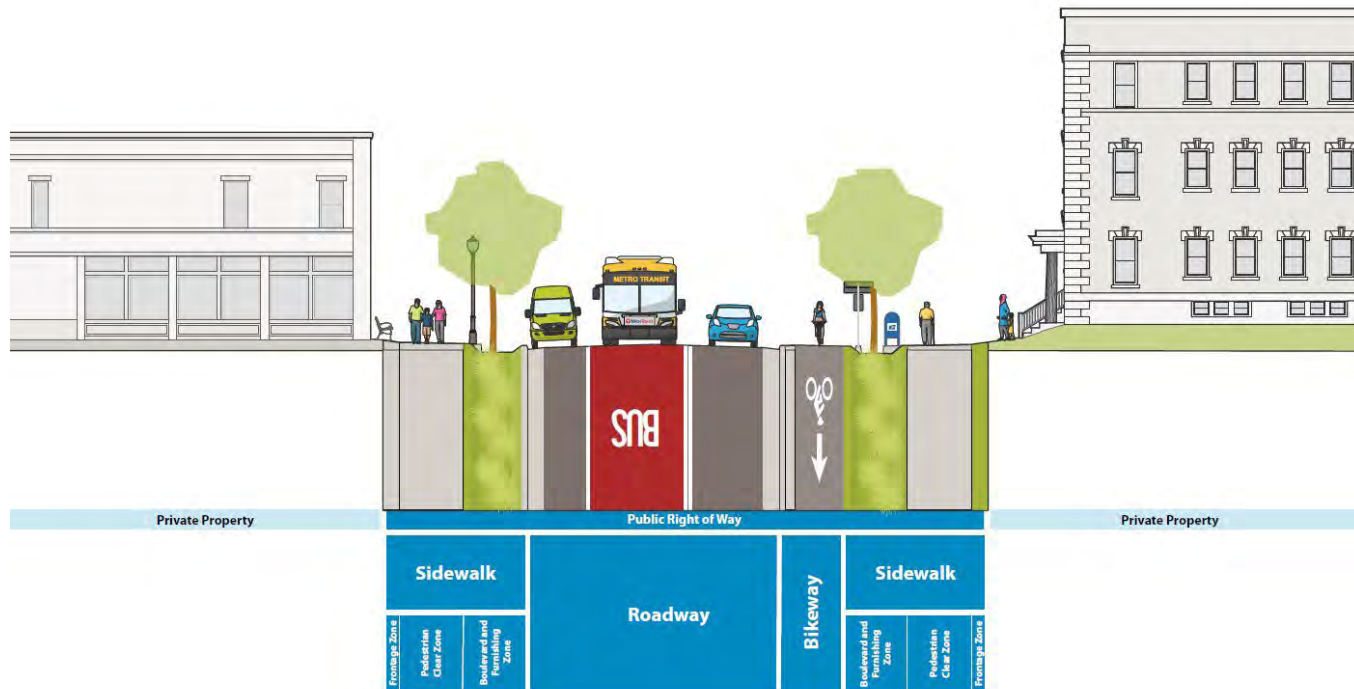 METRO TRANSIT
BUS
Private Property
Public Right of Way
Private Property
Sidewalk
Roadway
Bikeway
Sidewalk
Frontage Zone
Pedestrian
Clear Zone
Boulevard and
Furnishing
Zone
Boulevard and
Furnishing
Zone
Pedestrian
Clear Zone
Frontage Zone